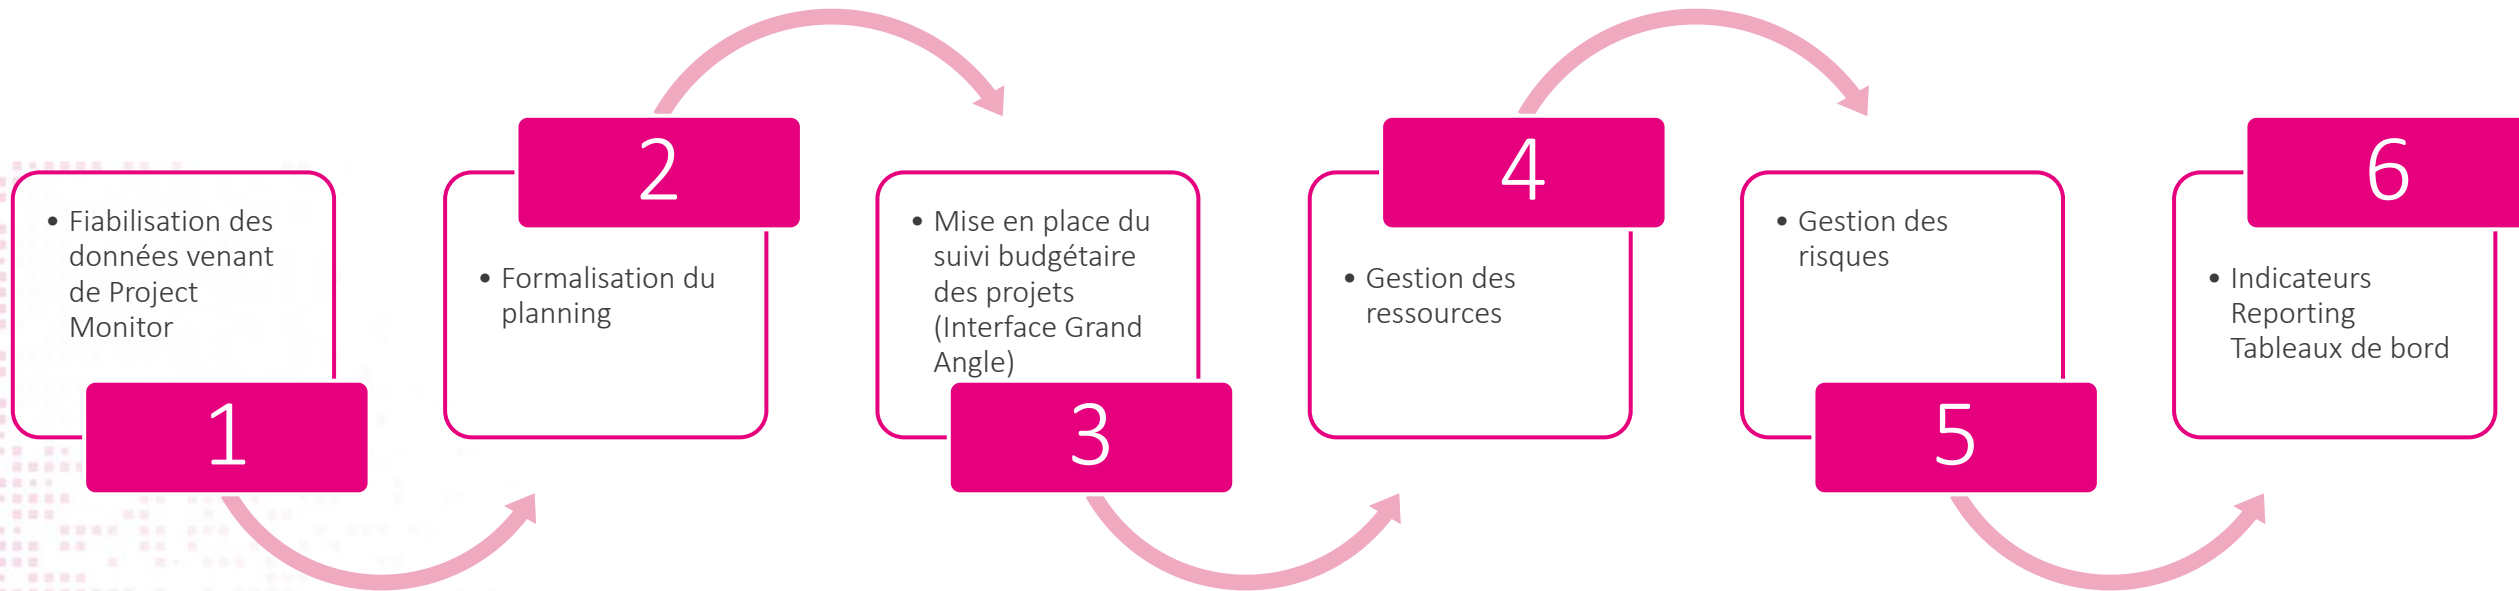 • Fiabilisation des
données venant
de Project
Monitor
1
2
• Formalisation du
planning
• Mise en place du
suivi budgétaire
des projets
(Interface Grand
Angle)
3
4
• Gestion des
ressources
• Gestion des
risques
5
6
• Indicateurs
Reporting
Tableaux de bord